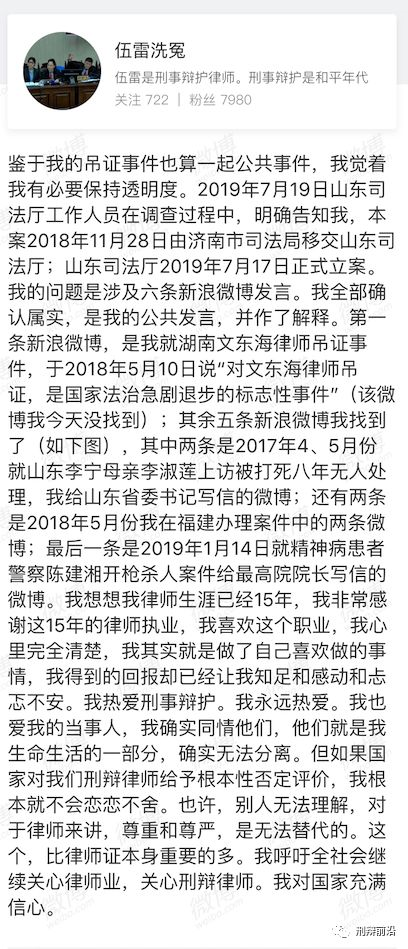 伍雷洗冤
伍雷是刑事辩护律师。刑事辩护是和平年代
关注 722 | 粉丝 7980
鉴于我的吊证事件也算一起公共事件，我觉着
我有必要保持透明度。2019年7月19日山东司
法厅工作人员在调查过程中，明确告知我，本
案2018年11月28日由济南市司法局移交山东司
法厅；山东司法厅2019年7月17日正式立案。
我的问题是涉及六条新浪微博发言。我全部确
认属实，是我的公共发言，并作了解释。第一
条新浪微博，是我就湖南文东海律师吊证事
件，于2018年5月10日说“对文东海律师吊
证，是国家法治急剧退步的标志性事件”（该微
博我今天没找到）；其余五条新浪微博我找到
了（如下图），其中两条是2017年4、5月份
就山东李宁母亲李淑莲上访被打死八年无人处
理，我给山东省委书记写信的微博；还有两条
是2018年5月份我在福建办理案件中的两条微
博；最后一条是2019年1月14日就精神病患者
警察陈建湘开枪杀人案件给最高院院长写信的
微博。我想想我律师生涯已经15年，我非常感
谢这15年的律师执业，我喜欢这个职业，我心
里完全清楚，我其实就是做了自己喜欢做的事
情，我得到的回报却已经让我知足和感动和忐
忑不安。我热爱刑事辩护。我永远热爱。我也
爱我的当事人，我确实同情他们，他们就是我
生命生活的一部分，确实无法分离。但如果国
家对我们刑辩律师给予根本性否定评价，我根
本就不会恋恋不舍。也许，别人无法理解，对
于律师来讲，尊重和尊严，是无法替代的。这
个，比律师证本身重要的多。我呼吁全社会继
续关心律师业，关心刑辩律师。我对国家充满
信心。
刑辩前沿